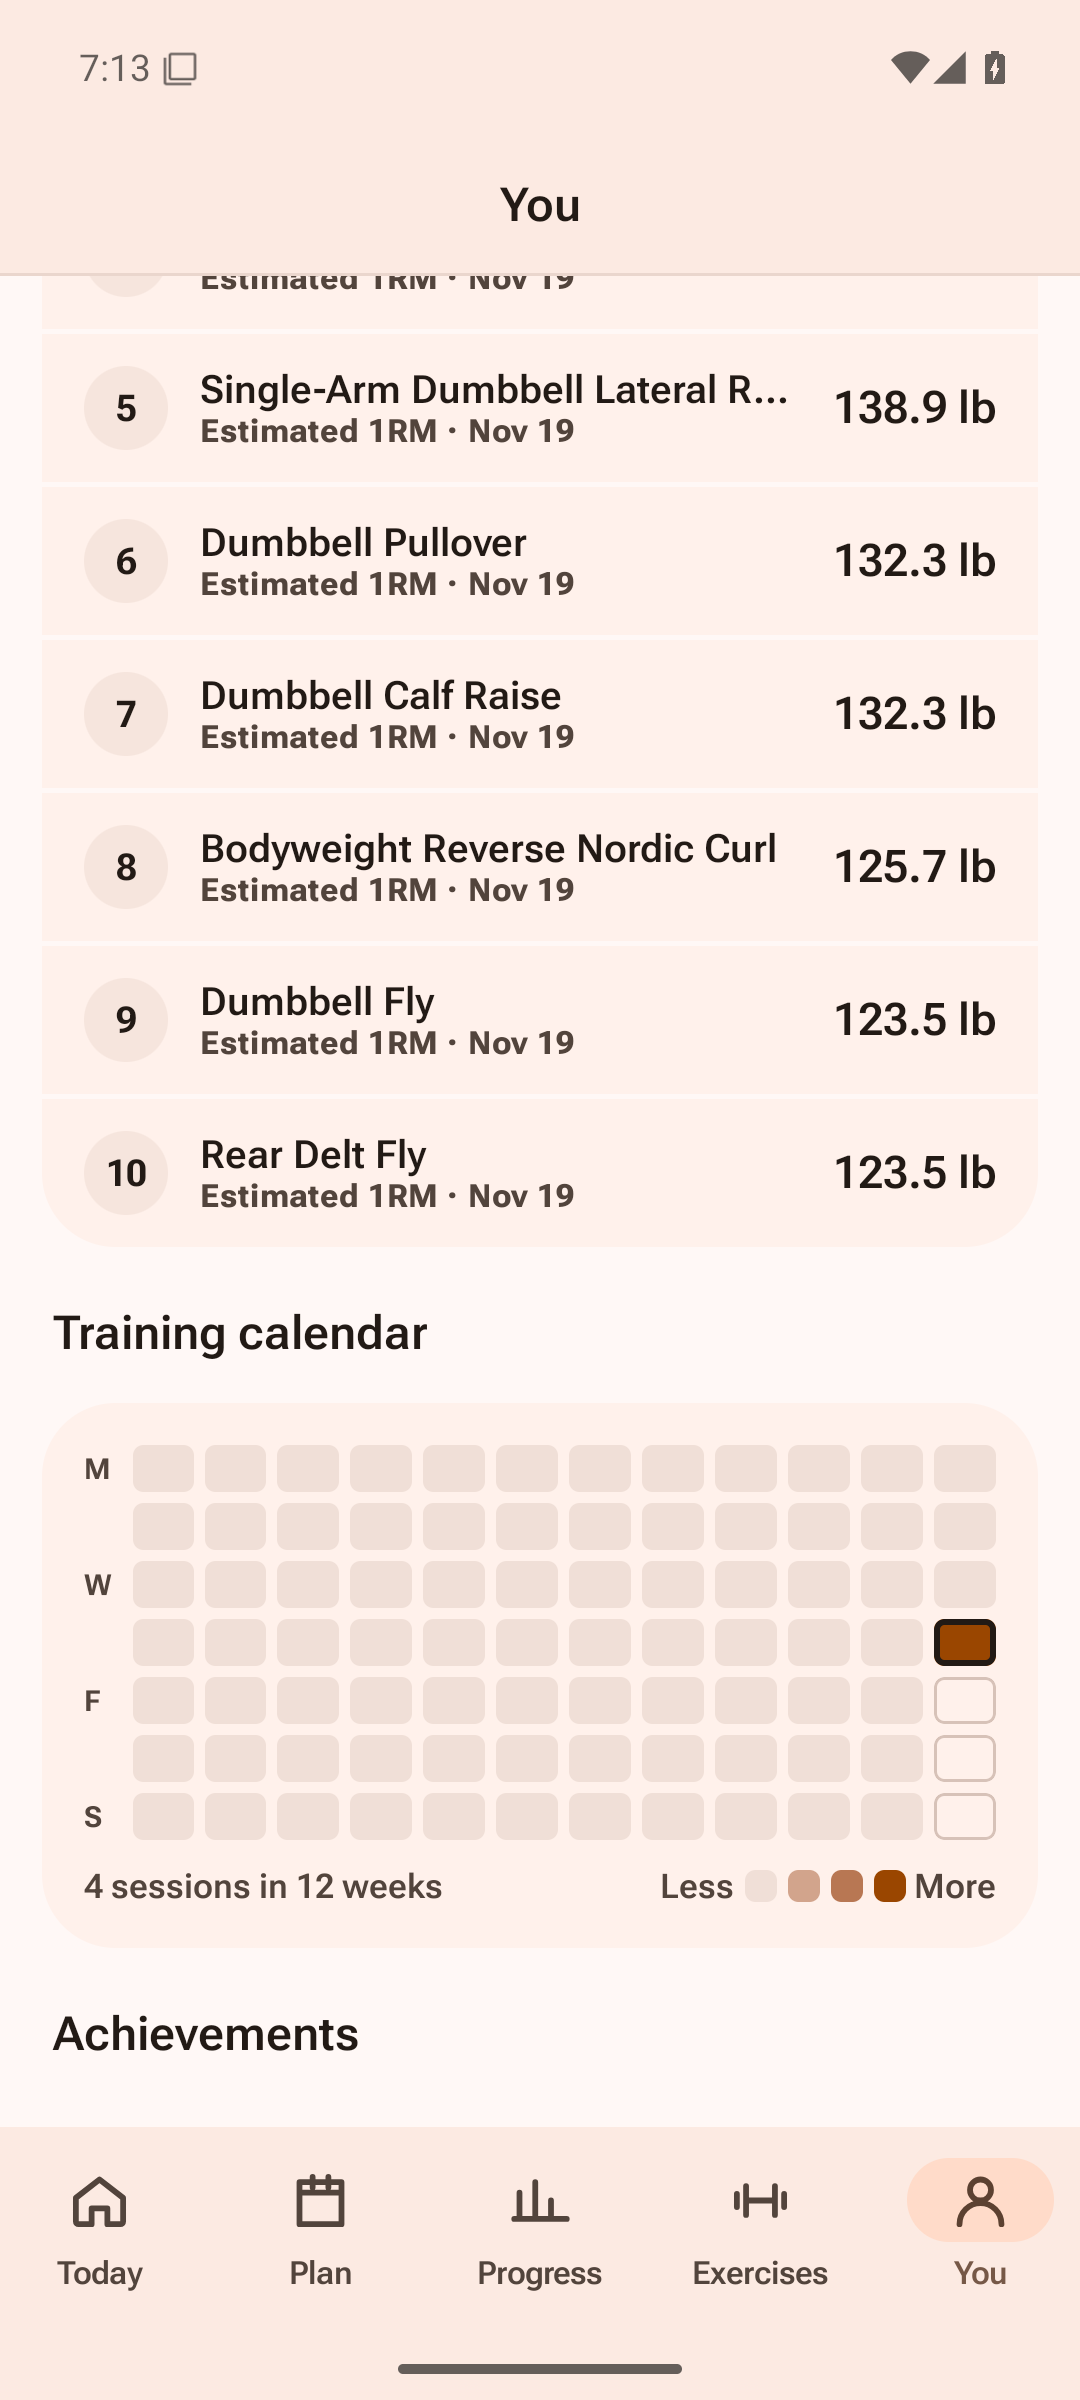 7:13
You
Estimated 1RM · Nov 19
5
Single-Arm Dumbbell Lateral R...
138.9 lb
Estimated 1RM · Nov 19
6
Dumbbell Pullover
132.3 lb
Estimated 1RM · Nov 19
7
Dumbbell Calf Raise
132.3 lb
Estimated 1RM · Nov 19
8
Bodyweight Reverse Nordic Curl
125.7 lb
Estimated 1RM · Nov 19
9
Dumbbell Fly
123.5 lb
Estimated 1RM · Nov 19
10
Rear Delt Fly
123.5 lb
Estimated 1RM · Nov 19
Training calendar
M
W
F
S
4 sessions in 12 weeks
Less
More
Achievements
Today
Plan
Progress
Exercises
You